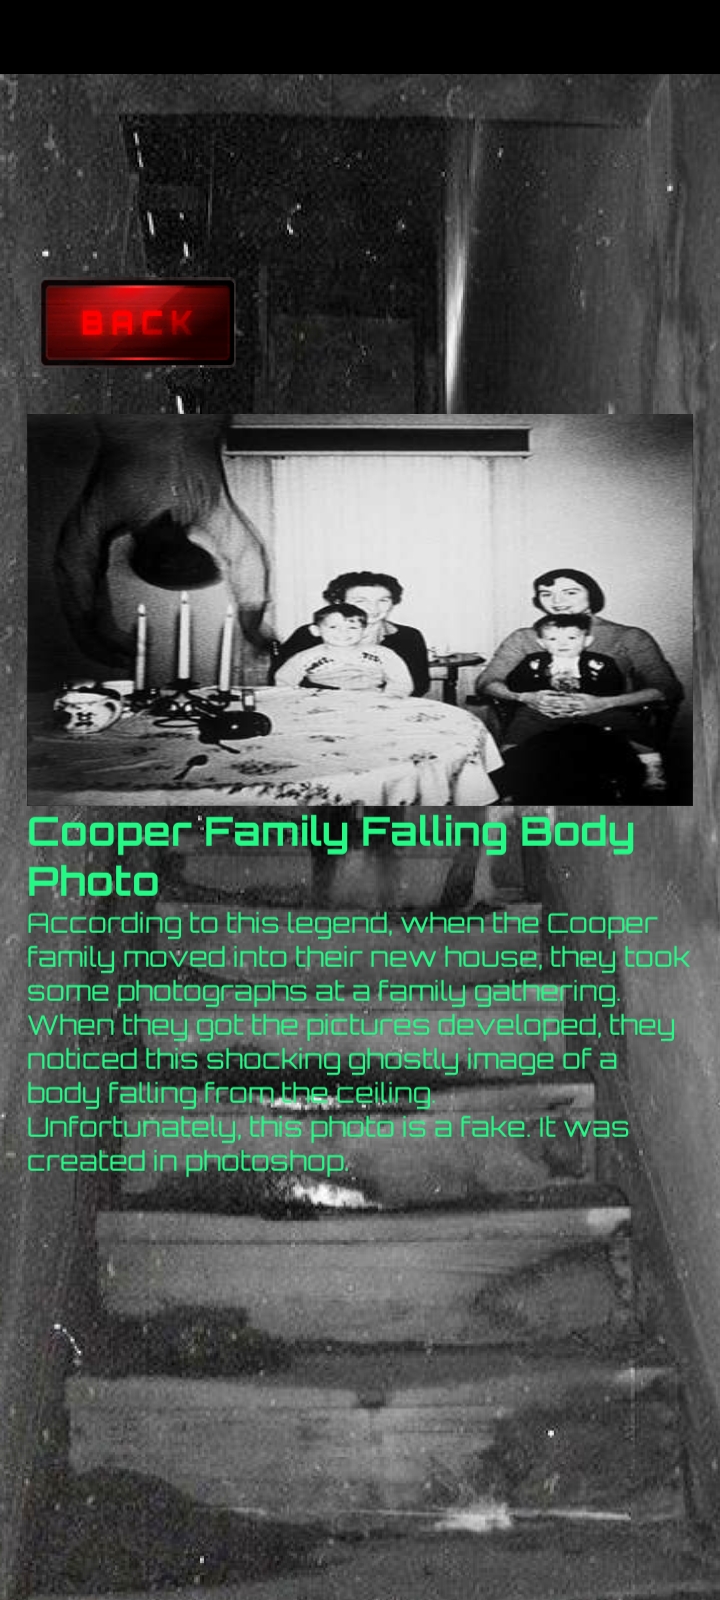 BACK
Cooper Family Falling Body
Photo
According to this legend, when the Cooper
family moved into their new house, they took
some photographs at a family gathering.
When they got the pictures developed, they
noticed this shocking ghostly image of a
body falling from the ceiling.
Unfortunately, this photo is a fake. It was
created in photoshop.